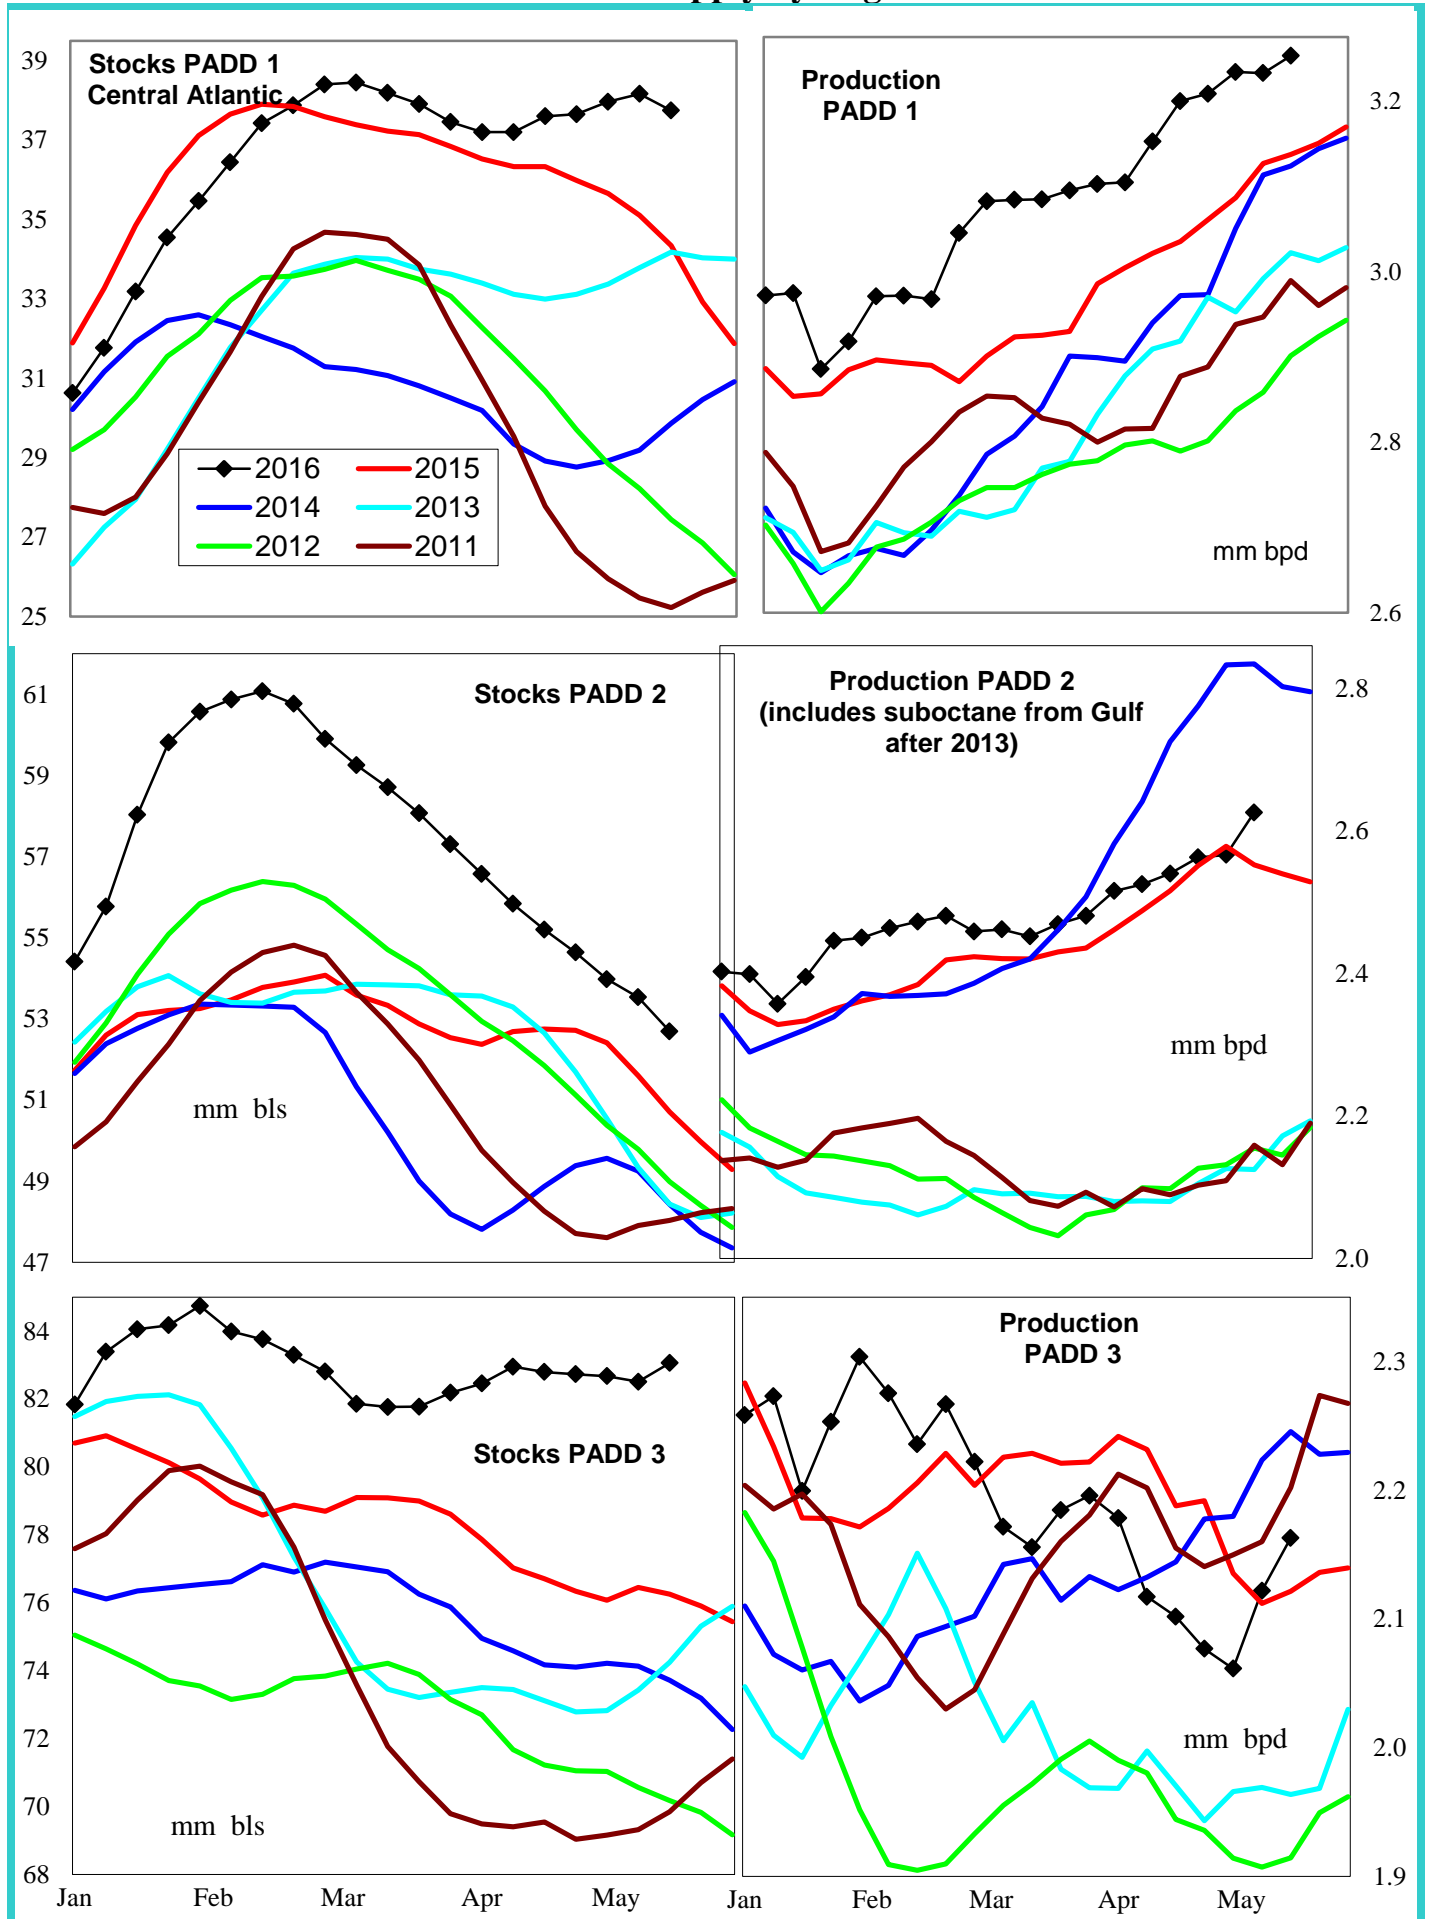 Stocks PADD 1
Central Atlantic
39
37
35
33
31
29
27
25
2016
2015
2014
2013
2012
2011
Production
PADD 1
mm bpd
3.2
3.0
2.8
2.6
Stocks PADD 2
61
59
57
55
53
51
49
47
mm bls
Production PADD 2
(includes suboctane from Gulf
after 2013)
mm bpd
2.8
2.6
2.4
2.2
2.0
Stocks PADD 3
84
82
80
78
76
74
72
70
68
mm bls
Jan Feb Mar Apr May
Production
PADD 3
mm bpd
2.3
2.2
2.1
2.0
1.9
Jan Feb Mar Apr May